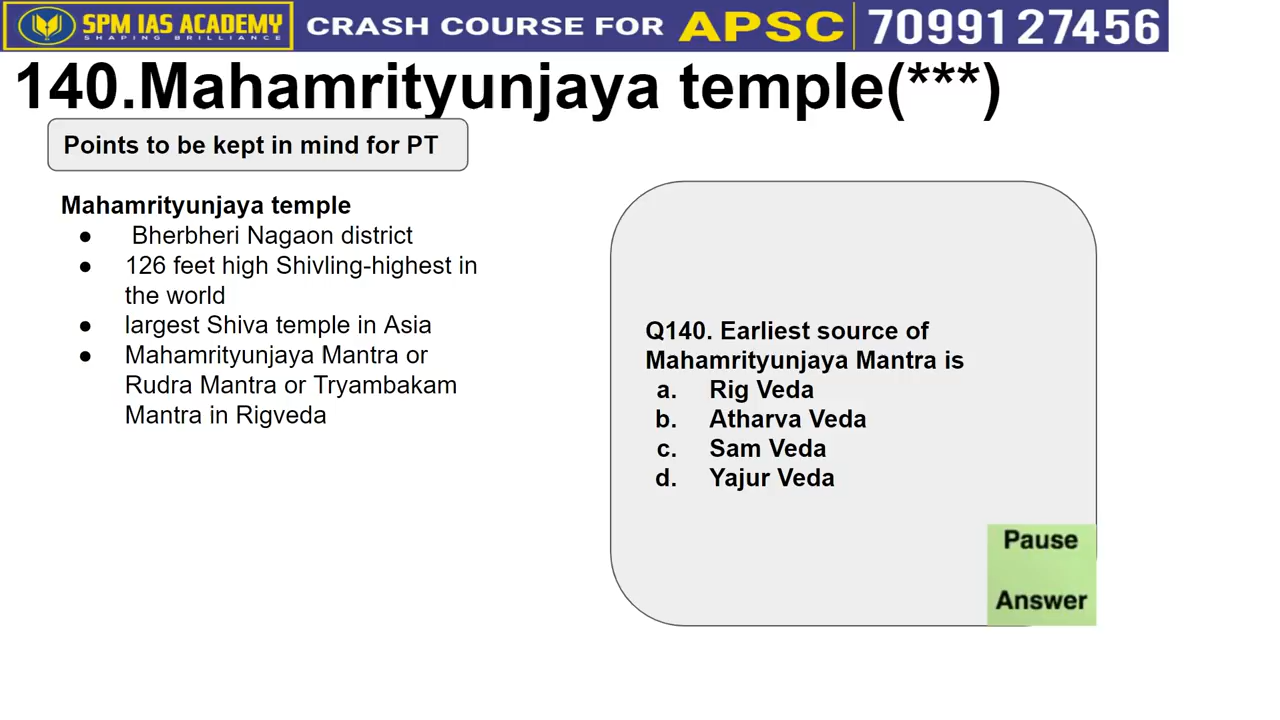 SPM IAS ACADEMY
SHAPING BRILLIANCE
CRASH COURSE FOR APSC 7099127456
140.Mahamrityunjaya temple(***)
Points to be kept in mind for PT
Mahamrityunjaya temple
● Bherbheri Nagaon district
● 126 feet high Shivling-highest in
the world
● largest Shiva temple in Asia
● Mahamrityunjaya Mantra or
Rudra Mantra or Tryambakam
Mantra in Rigveda
Q140. Earliest source of
Mahamrityunjaya Mantra is
a. Rig Veda
b. Atharva Veda
c. Sam Veda
d. Yajur Veda
Pause
Answer